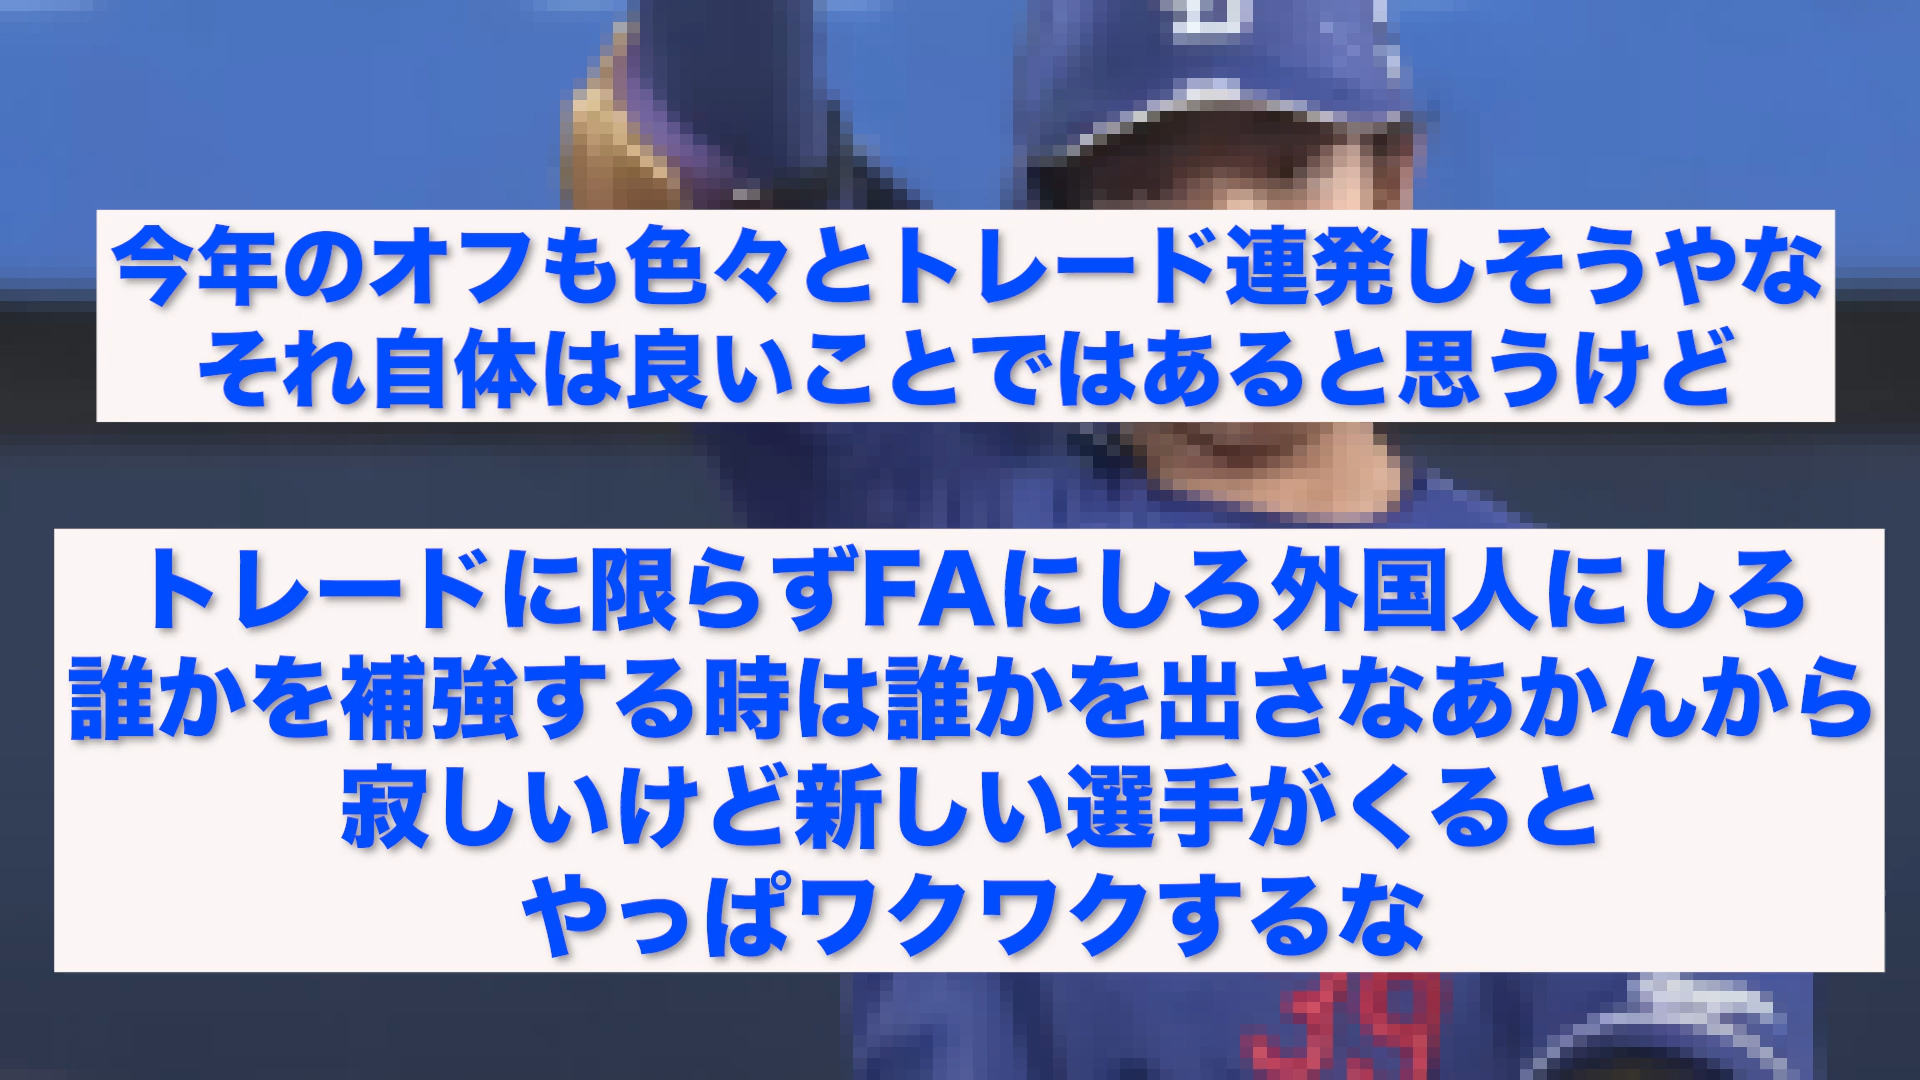 今年のオフも色々とトレード連発しそうやな
それ自体は良いことではあると思うけど
トレードに限らずFAにしろ外国人にしろ
誰かを補強する時は誰かを出さなあかんから
寂しいけど新しい選手がくると
やっぱワクワクするな
39